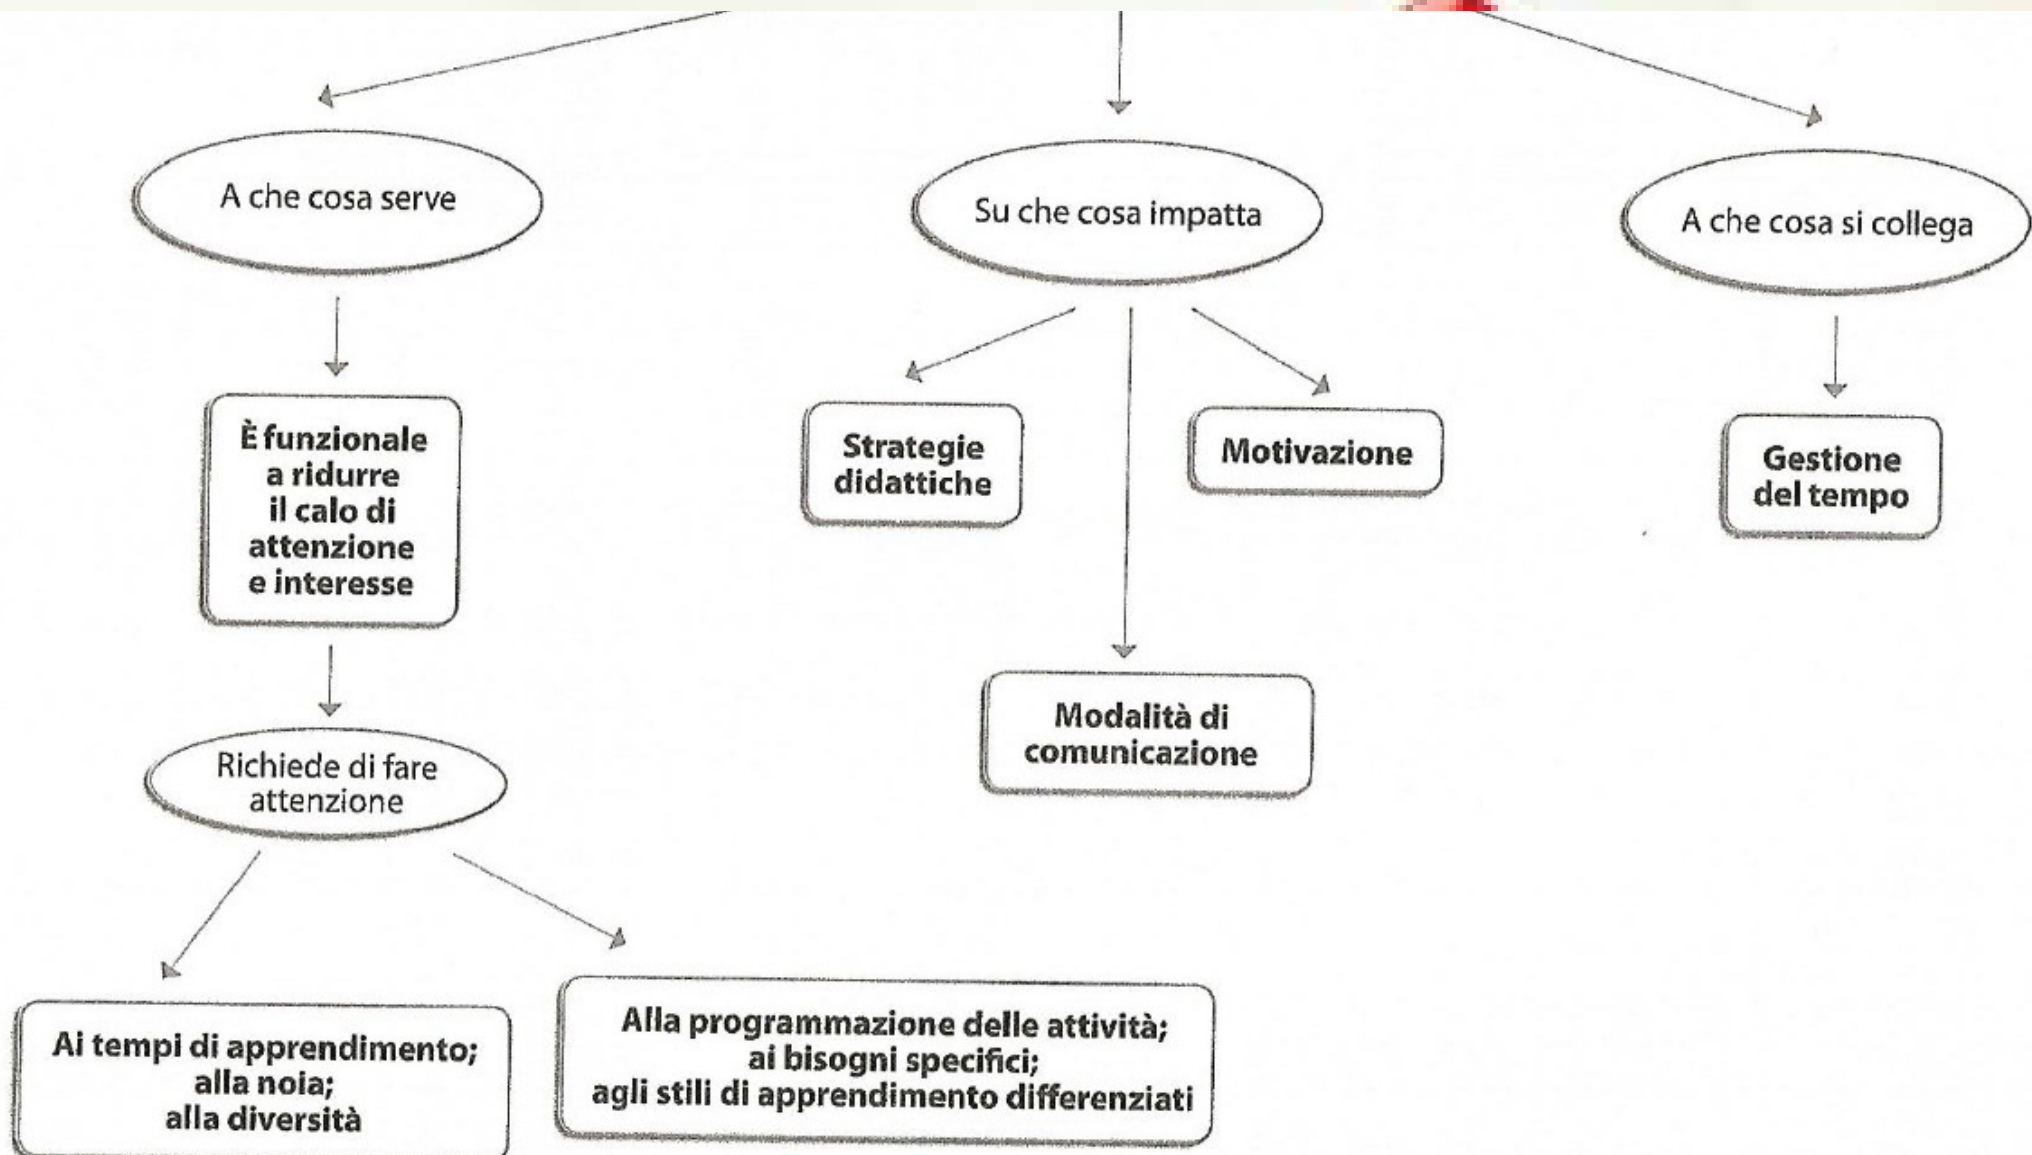 A che cosa serve
Su che cosa impatta
A che cosa si collega
È funzionale
a ridurre
il calo di
attenzione
e interesse
Strategie
didattiche
Motivazione
Gestione
del tempo
Modalità di
comunicazione
Richiede di fare
attenzione
Ai tempi di apprendimento;
alla noia;
alla diversità
Alla programmazione delle attività;
ai bisogni specifici;
agli stili di apprendimento differenziati